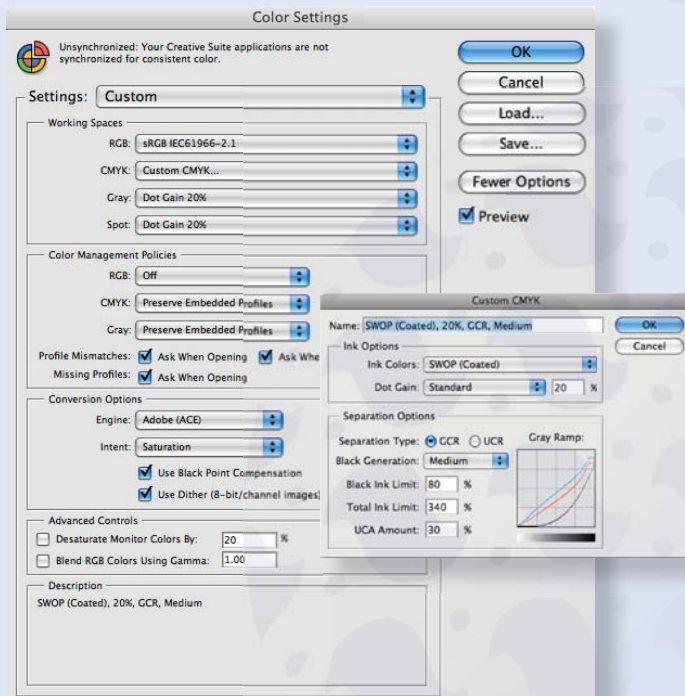 Color Settings
Unsynchronized: Your Creative Suite applications are not
synchronized for consistent color.
OK
Cancel
Load...
Save...
Fewer Options
Preview
Settings: Custom
Working Spaces
RGB: sRGB IEC61966-2.1
CMYK: Custom CMYK...
Gray: Dot Gain 20%
Spot: Dot Gain 20%
Color Management Policies
RGB: Off
CMYK: Preserve Embedded Profiles
Gray: Preserve Embedded Profiles
Profile Mismatches: Ask When Opening Ask Whe
Missing Profiles: Ask When Opening
Conversion Options
Engine: Adobe (ACE)
Intent: Saturation
Use Black Point Compensation
Use Dither (8-bit/channel images)
Advanced Controls
Desaturate Monitor Colors By: 20 %
Blend RGB Colors Using Gamma: 1.00
Description
SWOP (Coated), 20%, GCR, Medium
Custom CMYK
Name: SWOP (Coated), 20%, GCR, Medium
OK
Cancel
Ink Options
Ink Colors: SWOP (Coated)
Dot Gain: Standard 20 %
Separation Options
Separation Type: GCR UCR
Gray Ramp:
Black Generation: Medium
Black Ink Limit: 80 %
Total Ink Limit: 340 %
UCA Amount: 30 %